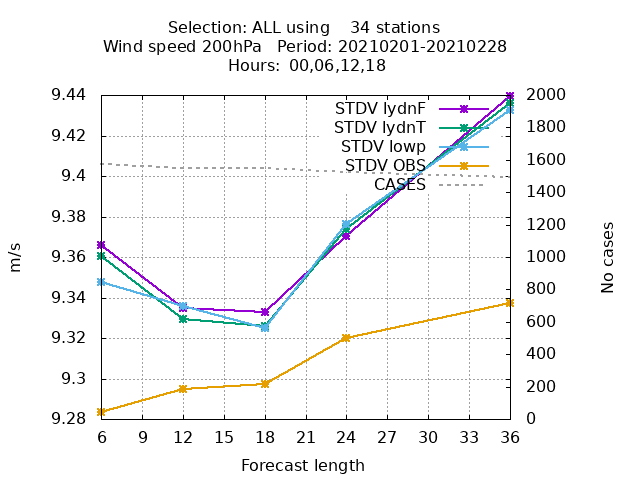 Selection: ALL using    34 stations
Wind speed 200hPa   Period: 20210201-20210228
Hours: 00,06,12,18
STDV lydnF
STDV lydnT
STDV lowp
STDV OBS
CASES
9.44
9.42
9.4
9.38
9.36
9.34
9.32
9.3
9.28
2000
1800
1600
1400
1200
1000
800
600
400
200
0
m/s
No cases
6 9 12 15 18 21 24 27 30 33 36
Forecast length